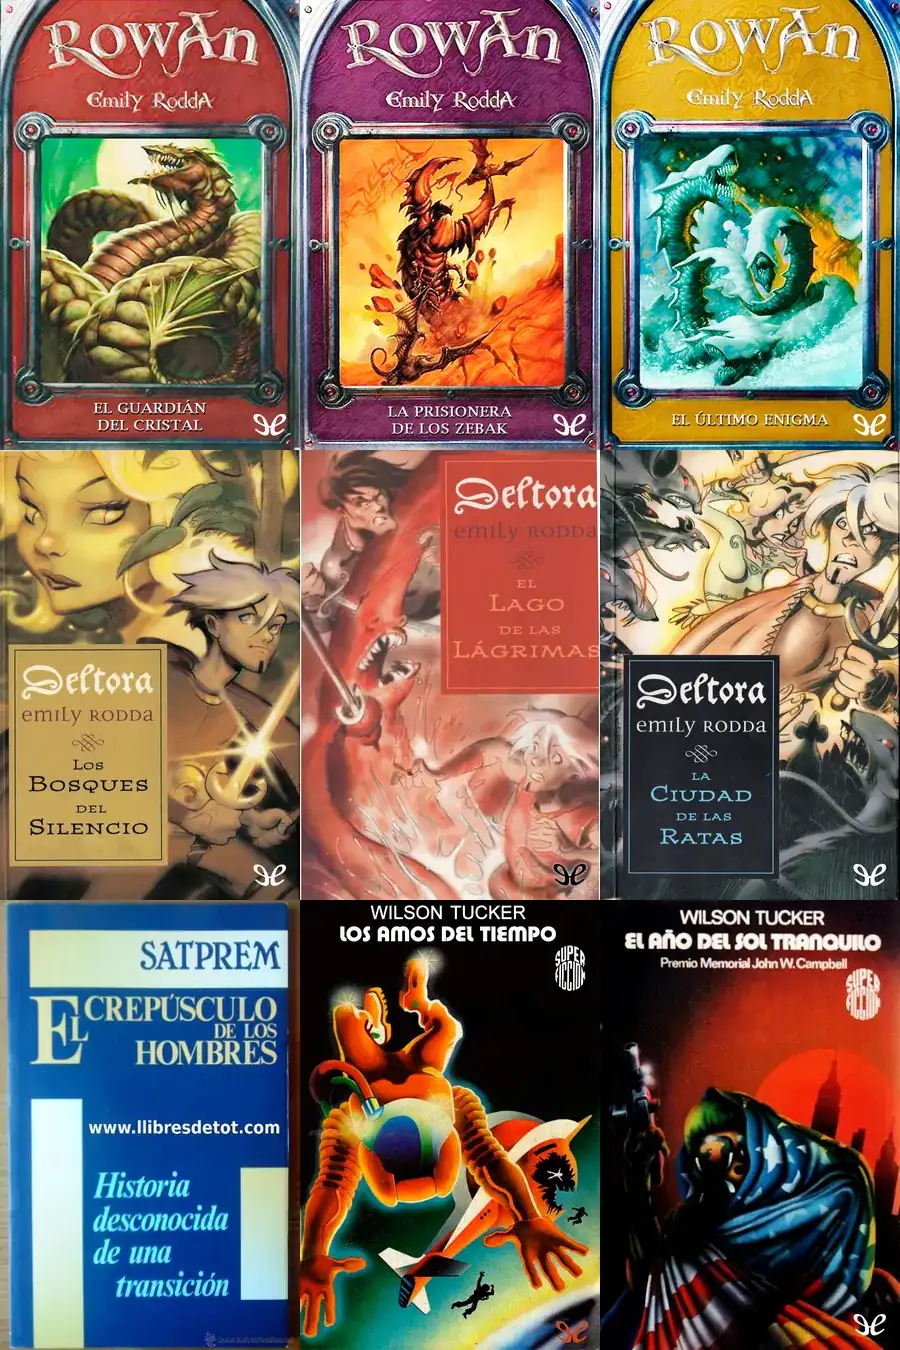 Rowan
Emily Rodda
EL GUARDIÁN
DEL CRISTAL
Rowan
Emily Rodda
LA PRISIONERA
DE LOS ZEBAK
Rowan
Emily Rodda
EL ÚLTIMO ENIGMA
Deltora
emily RODDA
Los
BOSQUES
DEL
SILENCIO
Deltora
emily RODDA
EL
LAGO
DE LAS
LÁGRIMAS
Deltora
emily RODDA
LA
CIUDAD
DE LAS
RATAS
SATPREM
EL CREPÚSCULO
DE LOS
HOMBRES
www.llibresdetot.com
Historia
desconocida
de una
transición
WILSON TUCKER
LOS AMOS DEL TIEMPO
SUPER
FICCION
WILSON TUCKER
EL AÑO DEL SOL TRANQUILO
Premio Memorial John W. Campbell
SUPER
FICCION